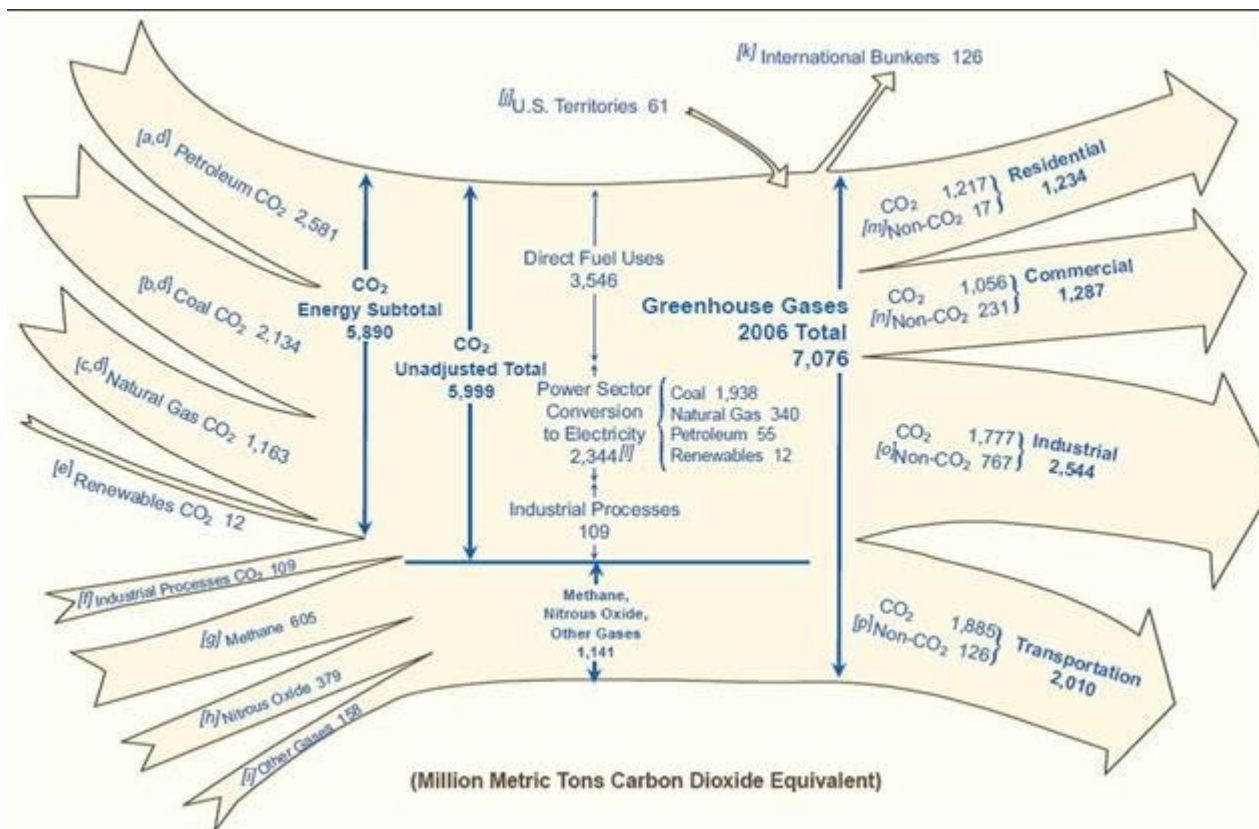 [k] International Bunkers 126
[j]U.S. Territories 61
[a,d] Petroleum CO₂ 2,581
[b,d] Coal CO₂ 2,134
[c,d] Natural Gas CO₂ 1,163
[e] Renewables CO₂ 12
[f] Industrial Processes CO₂ 109
[g] Methane 605
[h] Nitrous Oxide 379
[i] Other Gases 158
CO₂
Energy Subtotal
5,890
CO₂
Unadjusted Total
5,999
Direct Fuel Uses
3,546
Power Sector
Conversion
to Electricity
2,344[l]
Coal 1,938
Natural Gas 340
Petroleum 55
Renewables 12
Industrial Processes
109
Methane,
Nitrous Oxide,
Other Gases
1,141
Greenhouse Gases
2006 Total
7,076
CO₂ 1,217
[m]Non-CO₂ 17
Residential
1,234
CO₂ 1,056
[n]Non-CO₂ 231
Commercial
1,287
CO₂ 1,777
[o]Non-CO₂ 767
Industrial
2,544
CO₂ 1,885
[p]Non-CO₂ 126
Transportation
2,010
(Million Metric Tons Carbon Dioxide Equivalent)